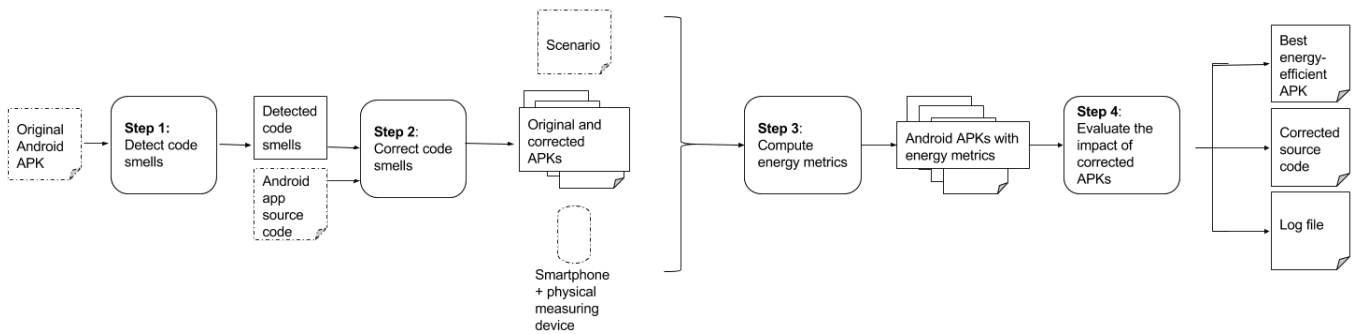 Original
Android
APK
Step 1:
Detect code
smells
Detected
code
smells
Android
app
source
code
Step 2:
Correct code
smells
Scenario
Original and
corrected
APKs
Smartphone
+ physical
measuring
device
Step 3:
Compute
energy metrics
Android APKs with
energy metrics
Step 4:
Evaluate the
impact of
corrected
APKs
Best
energy-
efficient
APK
Corrected
source
code
Log file